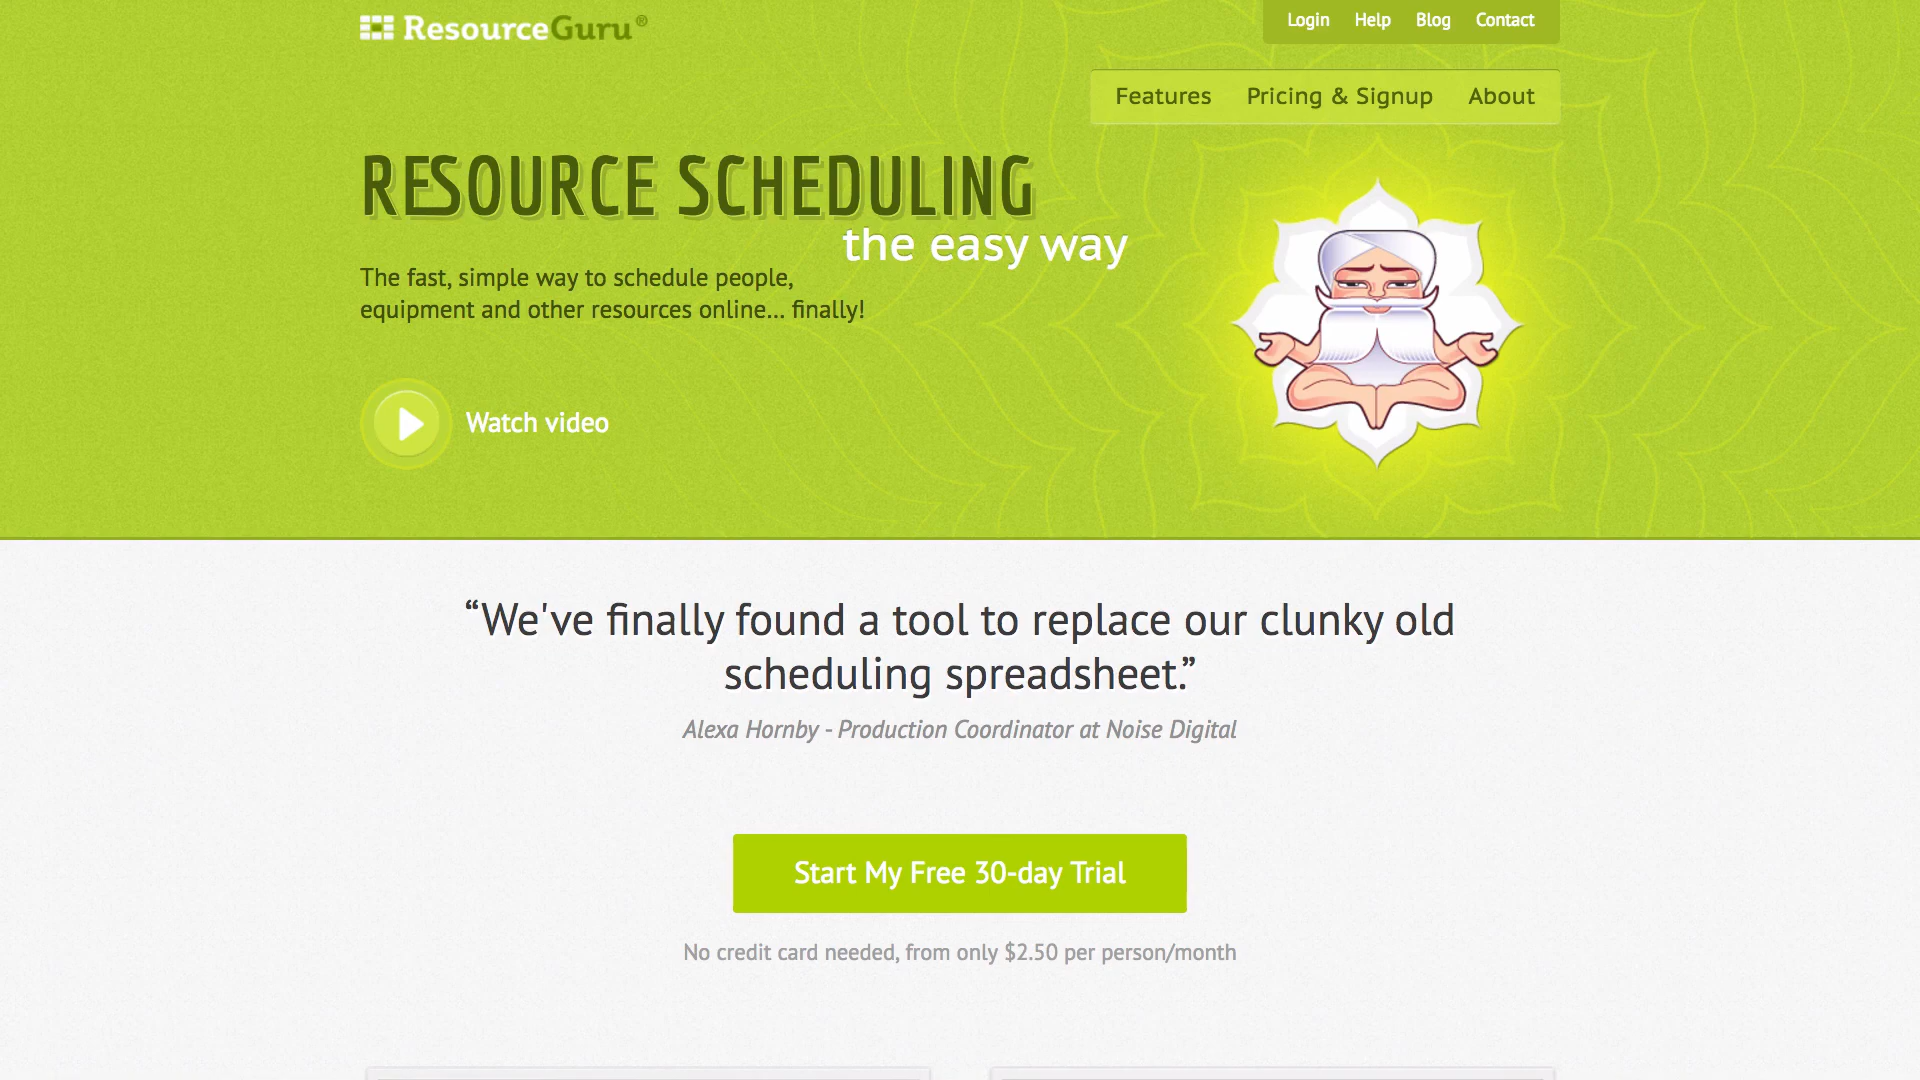 ResourceGuru®
Login Help Blog Contact
Features Pricing & Signup About
RESOURCE SCHEDULING
the easy way
The fast, simple way to schedule people,
equipment and other resources online... finally!
Watch video
“We've finally found a tool to replace our clunky old
scheduling spreadsheet.”
Alexa Hornby - Production Coordinator at Noise Digital
Start My Free 30-day Trial
No credit card needed, from only $2.50 per person/month